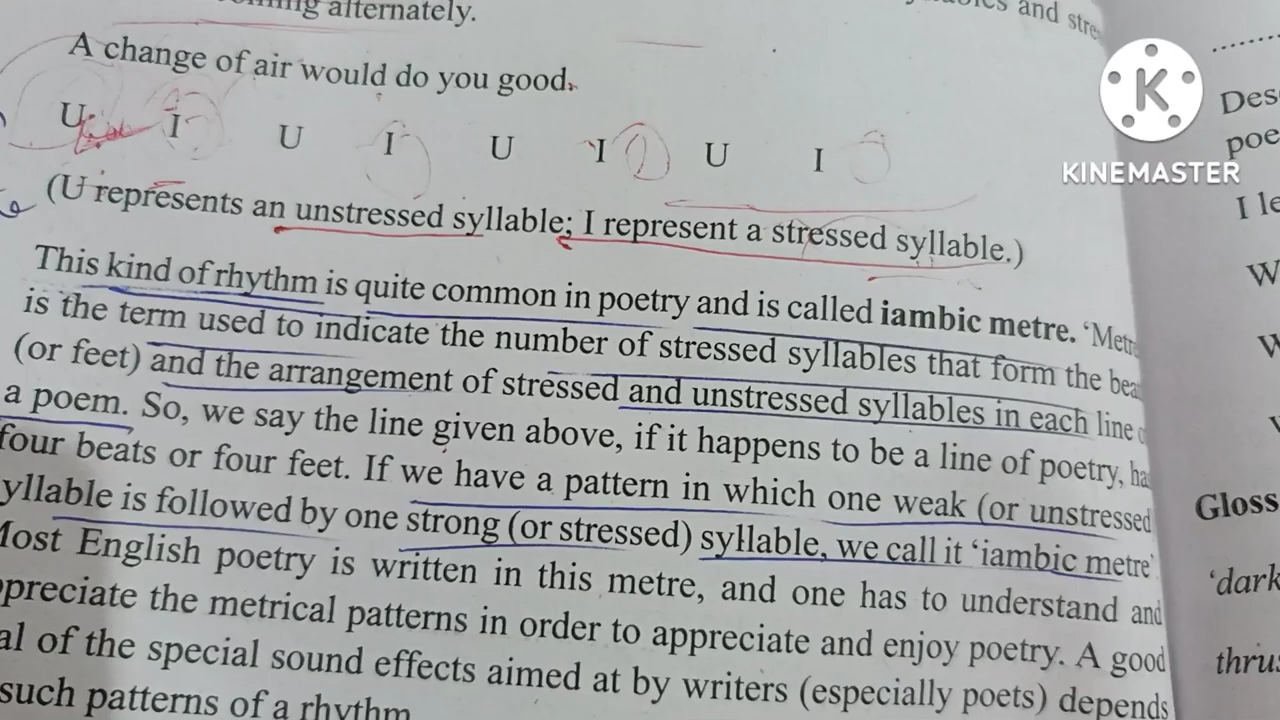 alternately.
and
A change of air would do you good.
U I U I U I U I
(U represents an unstressed syllable; I represent a stressed syllable.)
This kind of rhythm is quite common in poetry and is called iambic metre. 'Metre
is the term used to indicate the number of stressed syllables that form the
(or feet) and the arrangement of stressed and unstressed syllables in each line
a poem. So, we say the line given above, if it happens to be a line of poetry,
four beats or four feet. If we have a pattern in which one weak (or unstressed
yllable is followed by one strong (or stressed) syllable, we call it 'iambic metre'
Most English poetry is written in this metre, and one has to understand and
ppreciate the metrical patterns in order to appreciate and enjoy poetry. A good
al of the special sound effects aimed at by writers (especially poets) depends
such patterns of a rhythm
K
KINEMASTER
Des
poe
I le
W
W
Gloss
'dark
thrus